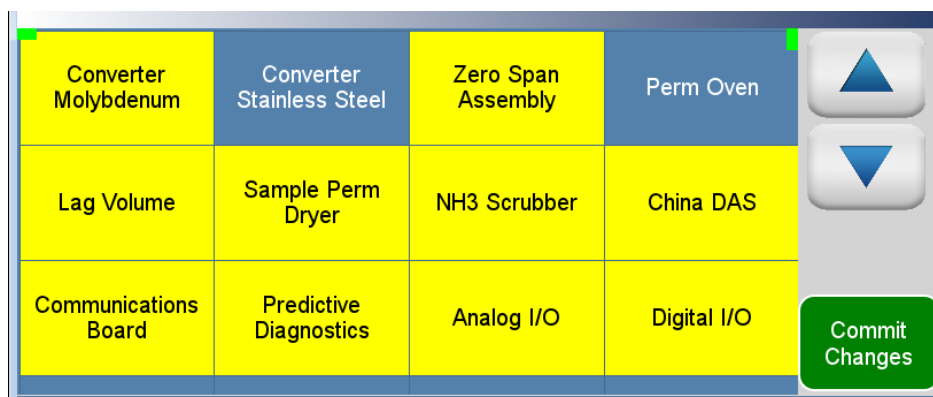 Converter
Molybdenum
Converter
Stainless Steel
Zero Span
Assembly
Perm Oven
Lag Volume
Sample Perm
Dryer
NH3 Scrubber
China DAS
Communications
Board
Predictive
Diagnostics
Analog I/O
Digital I/O
Commit
Changes